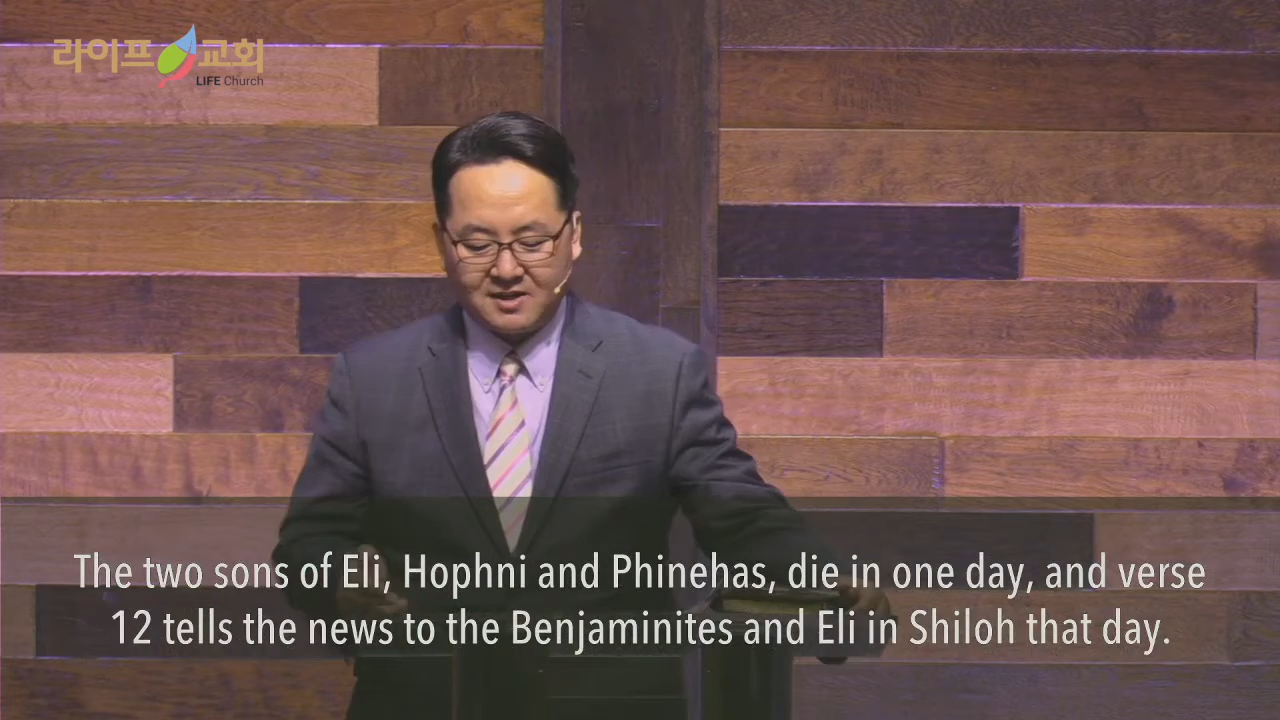 라이프 교회
LIFE Church
The two sons of Eli, Hophni and Phinehas, die in one day, and verse
12 tells the news to the Benjaminites and Eli in Shiloh that day.